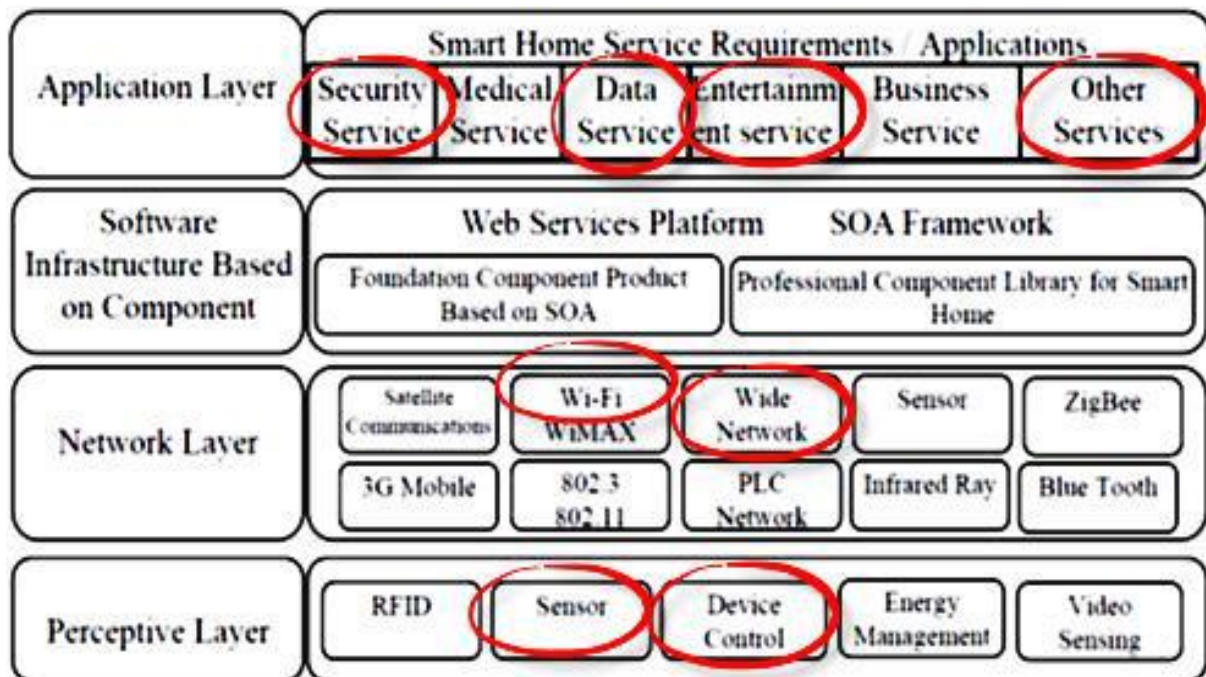 Application Layer
Smart Home Service Requirements / Applications
Security
Service
Medical
Service
Data
Service
Entertainm
ent service
Business
Service
Other
Services
Software
Infrastructure Based
on Component
Web Services Platform SOA Framework
Foundation Component Product
Based on SOA
Professional Component Library for Smart
Home
Network Layer
Satellite
Communications
Wi-Fi
WiMAX
Wide
Network
Sensor
ZigBee
3G Mobile
802.3
802.11
PLC
Network
Infrared Ray
Blue Tooth
Perceptive Layer
RFID
Sensor
Device
Control
Energy
Management
Video
Sensing